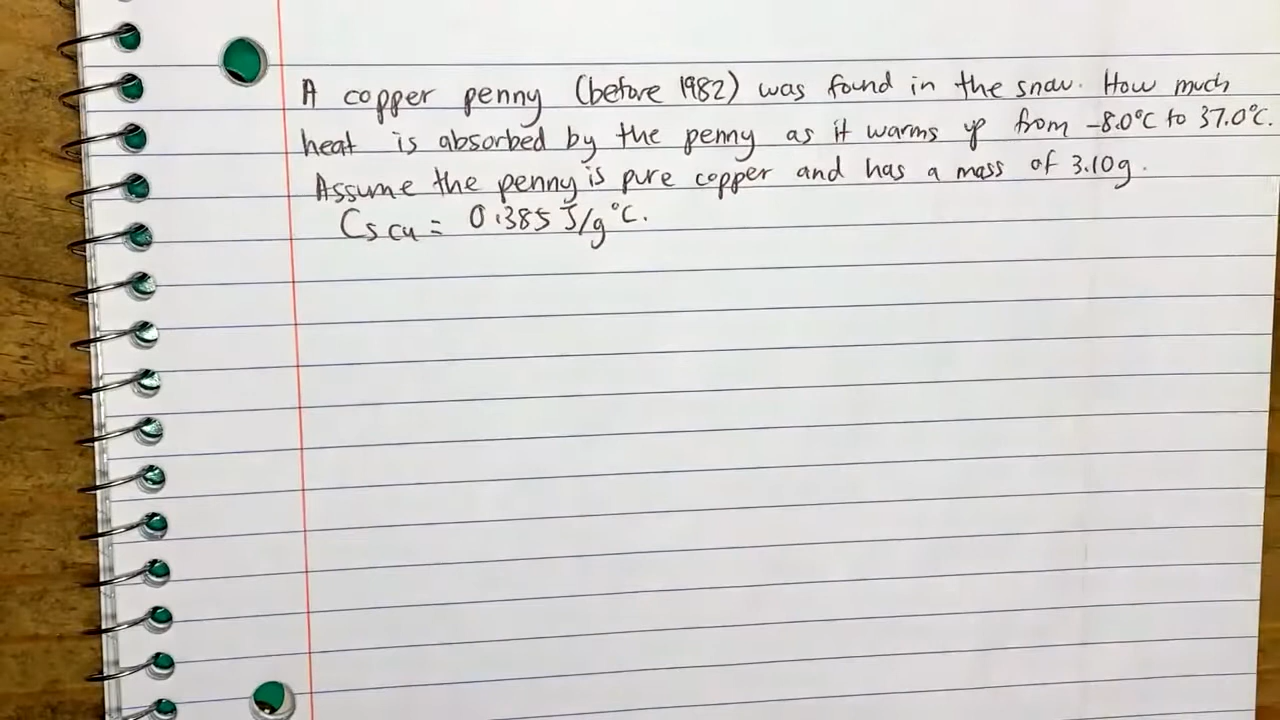 A copper penny (before 1982) was found in the snow. How much
heat is absorbed by the penny as it warms up from -8.0°C to 37.0°C.
Assume the penny is pure copper and has a mass of 3.10g.
Cs Cu = 0.385 J/g°C.